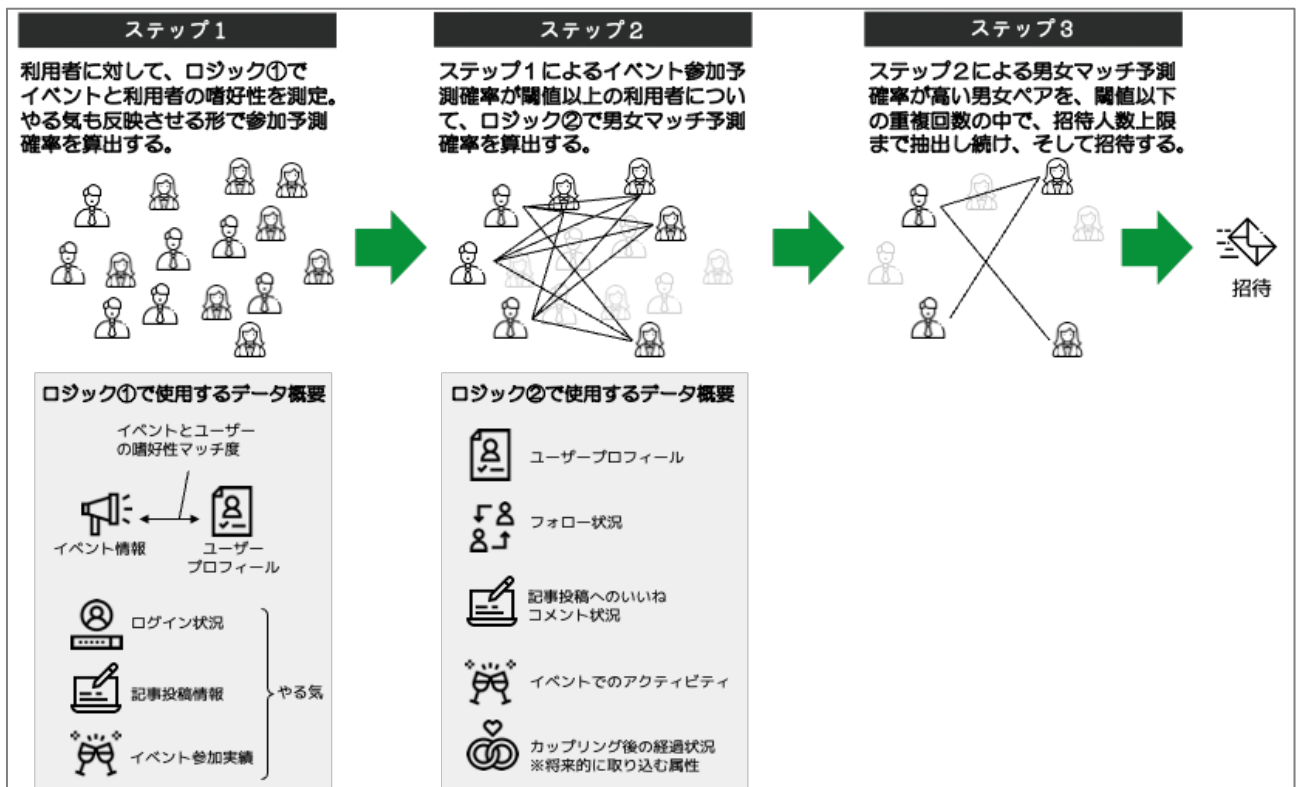 ステップ1
利用者に対して、ロジック①で
イベントと利用者の嗜好性を測定。
やる気も反映させる形で参加予測
確率を算出する。
ステップ2
ステップ1によるイベント参加予
測確率が閾値以上の利用者につい
て、ロジック②で男女マッチ予測
確率を算出する。
ステップ3
ステップ2による男女マッチ予測
確率が高い男女ペアを、閾値以下
の重複回数の中で、招待人数上限
まで抽出し続け、そして招待する。
招待
ロジック①で使用するデータ概要
イベントとユーザー
の嗜好性マッチ度
イベント情報
ユーザー
プロフィール
ログイン状況
記事投稿情報
イベント参加実績
やる気
ロジック②で使用するデータ概要
ユーザープロフィール
フォロー状況
記事投稿へのいいね
コメント状況
イベントでのアクティビティ
カップリング後の経過状況
※将来的に取り込む属性